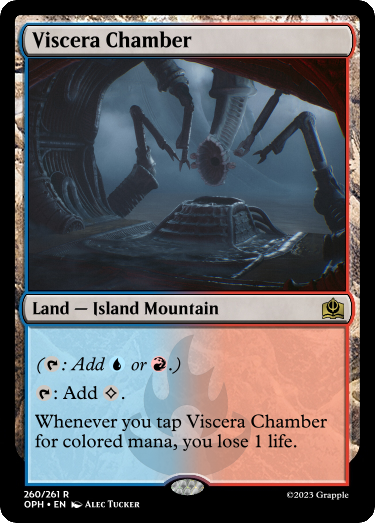 Viscera Chamber
Land — Island Mountain
(: Add or .)
: Add .
Whenever you tap Viscera Chamber
for colored mana, you lose 1 life.
260/261 R
OPH • EN Alec Tucker
©2023 Grapple